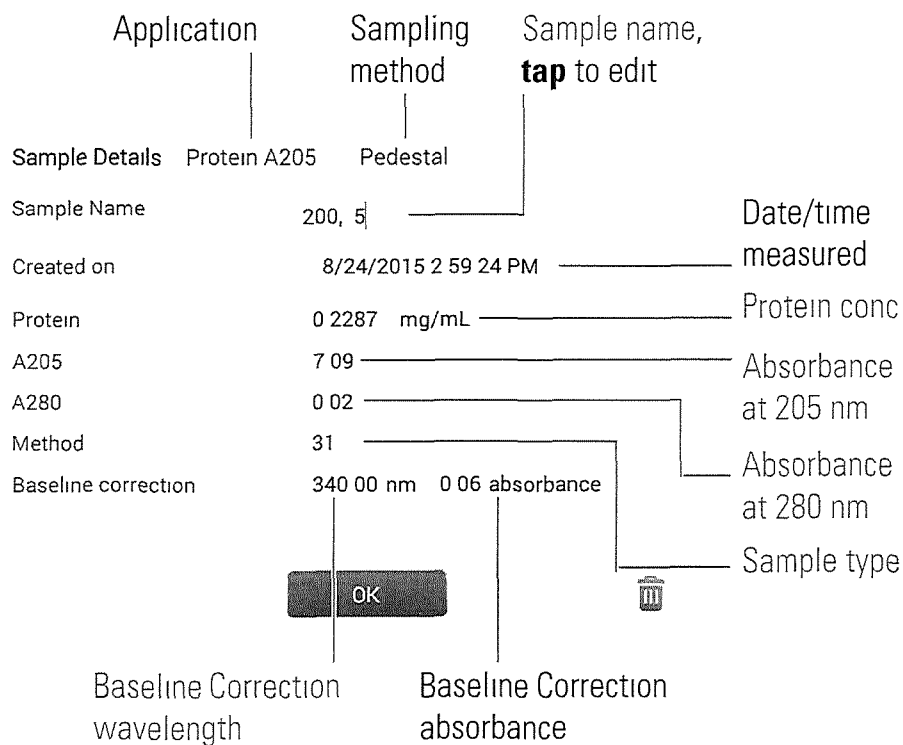 Application
Sampling
method
Sample name,
tap to edit
Sample Details Protein A205 Pedestal
Sample Name 200, 5
Date/time
measured
Created on 8/24/2015 2 59 24 PM
Protein 0 2287 mg/mL
Protein conc
A205 7 09
Absorbance
at 205 nm
A280 0 02
Method 31
Absorbance
at 280 nm
Baseline correction 340 00 nm 0 06 absorbance
Sample type
OK
Baseline Correction
wavelength
Baseline Correction
absorbance